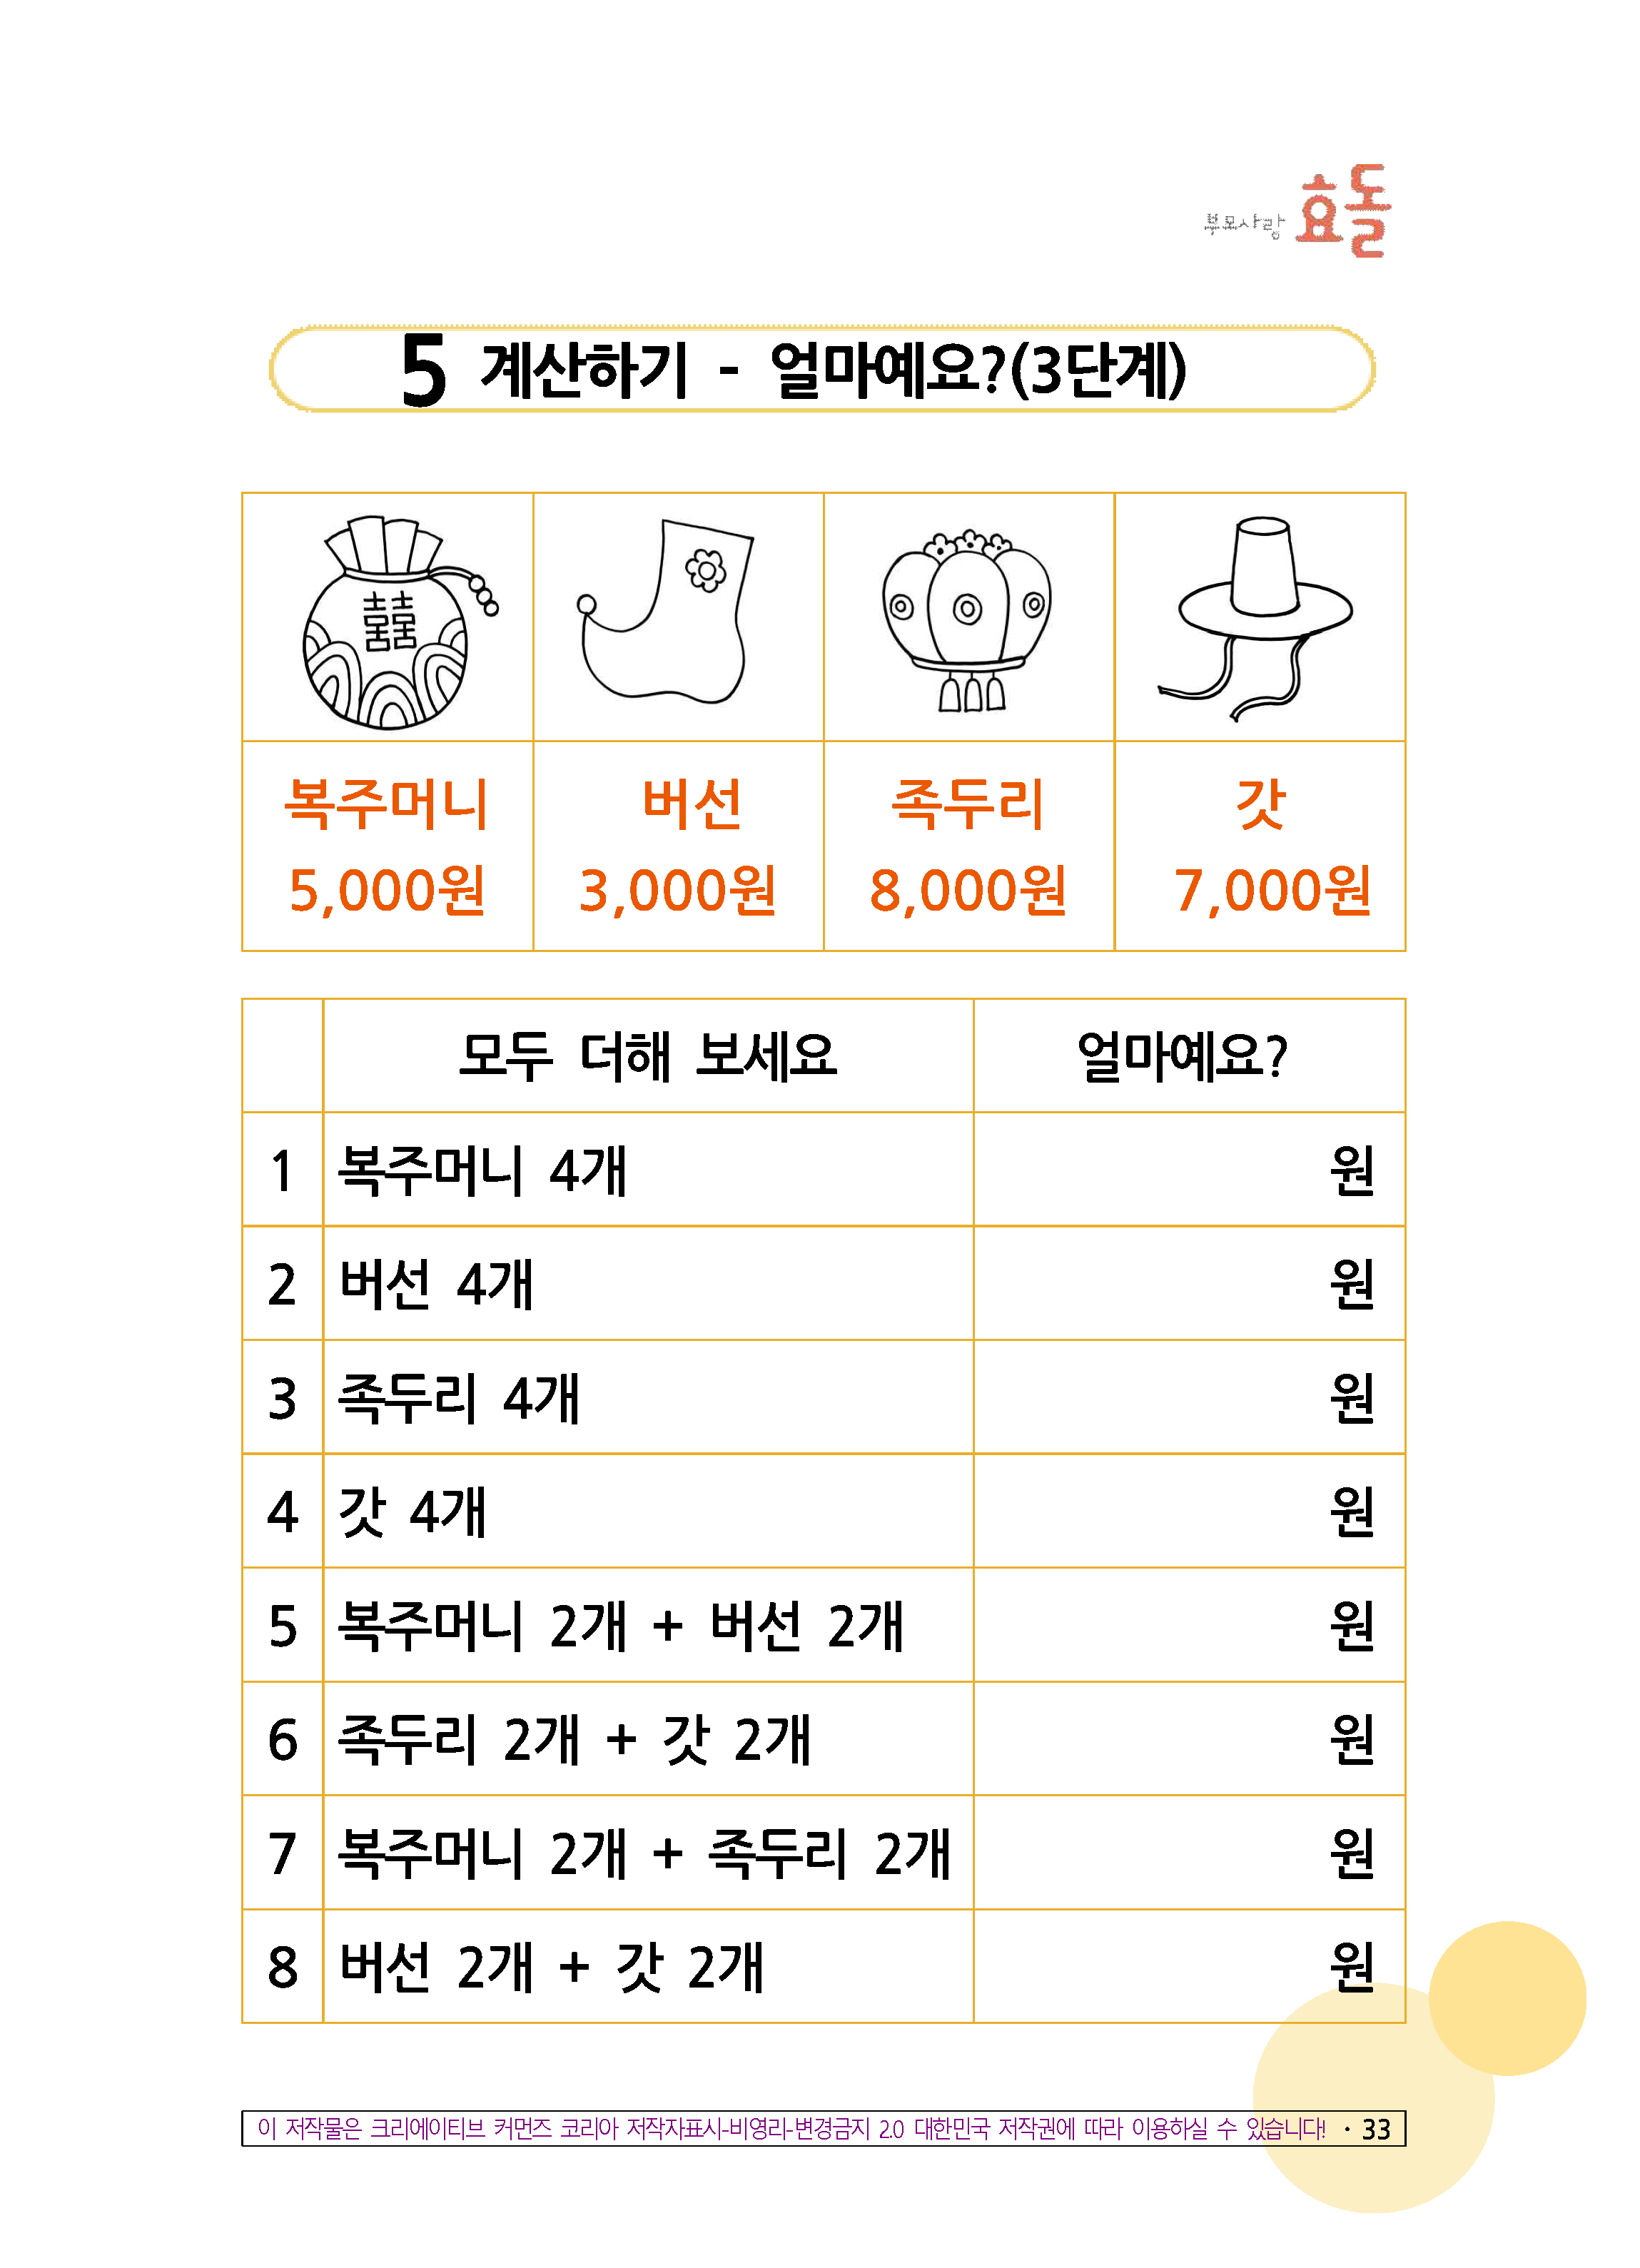 부모사랑 효돌
5 계산하기 - 얼마예요?(3단계)
囍
복주머니 버선 족두리 갓
5,000원 3,000원 8,000원 7,000원
모두 더해 보세요 얼마예요?
1 복주머니 4개 원
2 버선 4개 원
3 족두리 4개 원
4 갓 4개 원
5 복주머니 2개 + 버선 2개 원
6 족두리 2개 + 갓 2개 원
7 복주머니 2개 + 족두리 2개 원
8 버선 2개 + 갓 2개 원
이 저작물은 크리에이티브 커먼즈 코리아 저작자표시-비영리-변경금지 2.0 대한민국 저작권에 따라 이용하실 수 있습니다! · 33